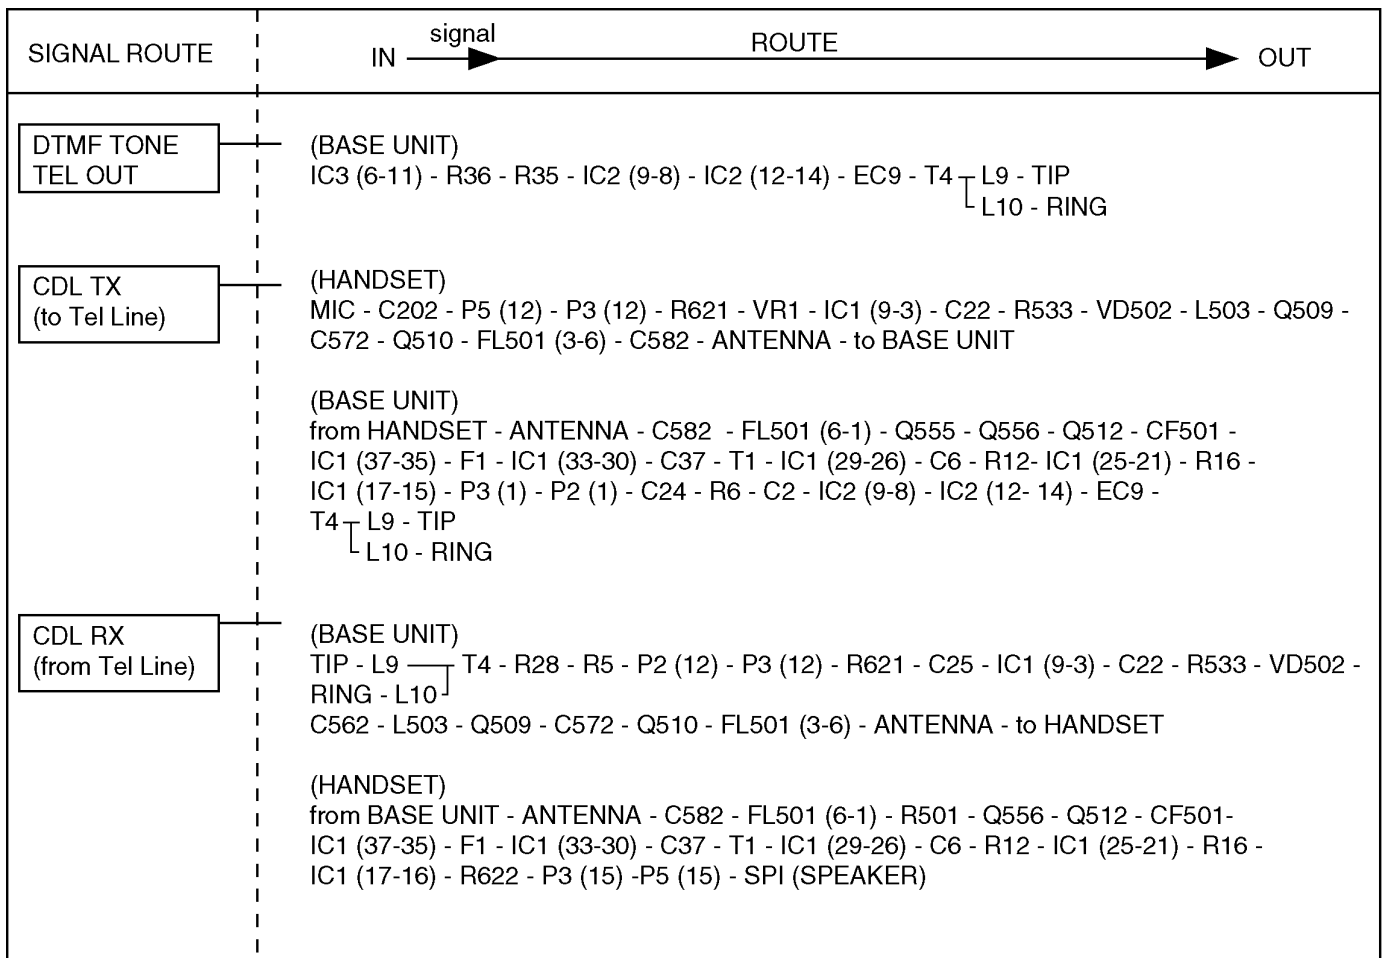 SIGNAL ROUTE
IN signal ROUTE OUT
DTMF TONE
TEL OUT
(BASE UNIT)
IC3 (6-11) - R36 - R35 - IC2 (9-8) - IC2 (12-14) - EC9 - T4 L9 - TIP
L10 - RING
CDL TX
(to Tel Line)
(HANDSET)
MIC - C202 - P5 (12) - P3 (12) - R621 - VR1 - IC1 (9-3) - C22 - R533 - VD502 - L503 - Q509 -
C572 - Q510 - FL501 (3-6) - C582 - ANTENNA - to BASE UNIT
(BASE UNIT)
from HANDSET - ANTENNA - C582 - FL501 (6-1) - Q555 - Q556 - Q512 - CF501 -
IC1 (37-35) - F1 - IC1 (33-30) - C37 - T1 - IC1 (29-26) - C6 - R12- IC1 (25-21) - R16 -
IC1 (17-15) - P3 (1) - P2 (1) - C24 - R6 - C2 - IC2 (9-8) - IC2 (12- 14) - EC9 -
T4 L9 - TIP
L10 - RING
CDL RX
(from Tel Line)
(BASE UNIT)
TIP - L9 T4 - R28 - R5 - P2 (12) - P3 (12) - R621 - C25 - IC1 (9-3) - C22 - R533 - VD502 -
RING - L10
C562 - L503 - Q509 - C572 - Q510 - FL501 (3-6) - ANTENNA - to HANDSET
(HANDSET)
from BASE UNIT - ANTENNA - C582 - FL501 (6-1) - R501 - Q556 - Q512 - CF501-
IC1 (37-35) - F1 - IC1 (33-30) - C37 - T1 - IC1 (29-26) - C6 - R12 - IC1 (25-21) - R16 -
IC1 (17-16) - R622 - P3 (15) -P5 (15) - SPI (SPEAKER)